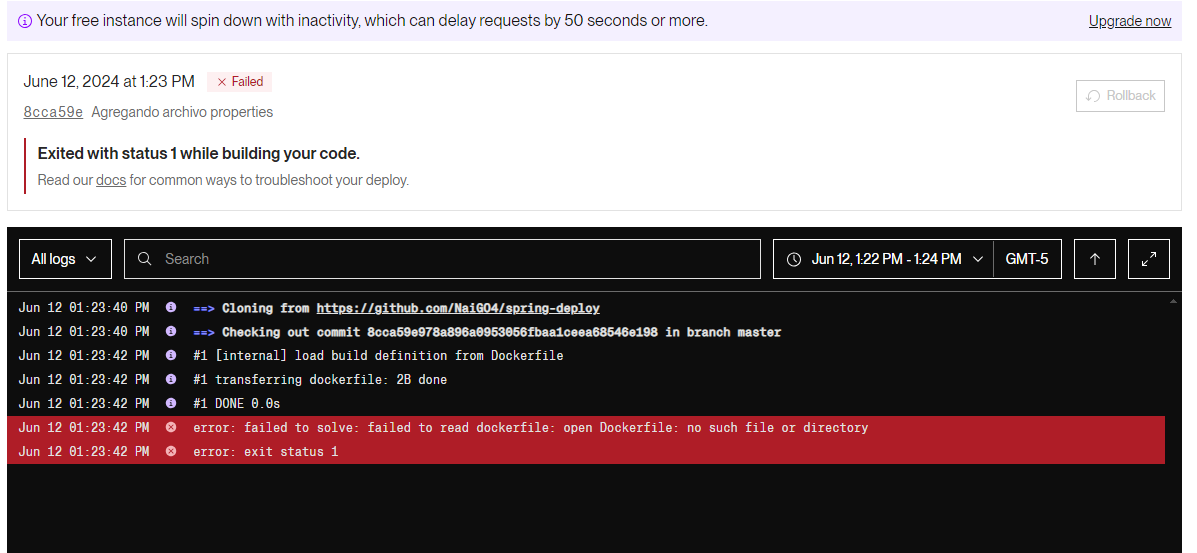 Your free instance will spin down with inactivity, which can delay requests by 50 seconds or more. Upgrade now
June 12, 2024 at 1:23 PM Failed
Rollback
8cca59e Agregando archivo properties
Exited with status 1 while building your code.
Read our docs for common ways to troubleshoot your deploy.
All logs Search Jun 12, 1:22 PM - 1:24 PM GMT-5
Jun 12 01:23:40 PM ==> Cloning from https://github.com/NaiGO4/spring-deploy
Jun 12 01:23:40 PM ==> Checking out commit 8cca59e978a896a0953056fbaa1ceea68546e198 in branch master
Jun 12 01:23:42 PM #1 [internal] load build definition from Dockerfile
Jun 12 01:23:42 PM #1 transferring dockerfile: 2B done
Jun 12 01:23:42 PM #1 DONE 0.0s
Jun 12 01:23:42 PM error: failed to solve: failed to read dockerfile: open Dockerfile: no such file or directory
Jun 12 01:23:42 PM error: exit status 1